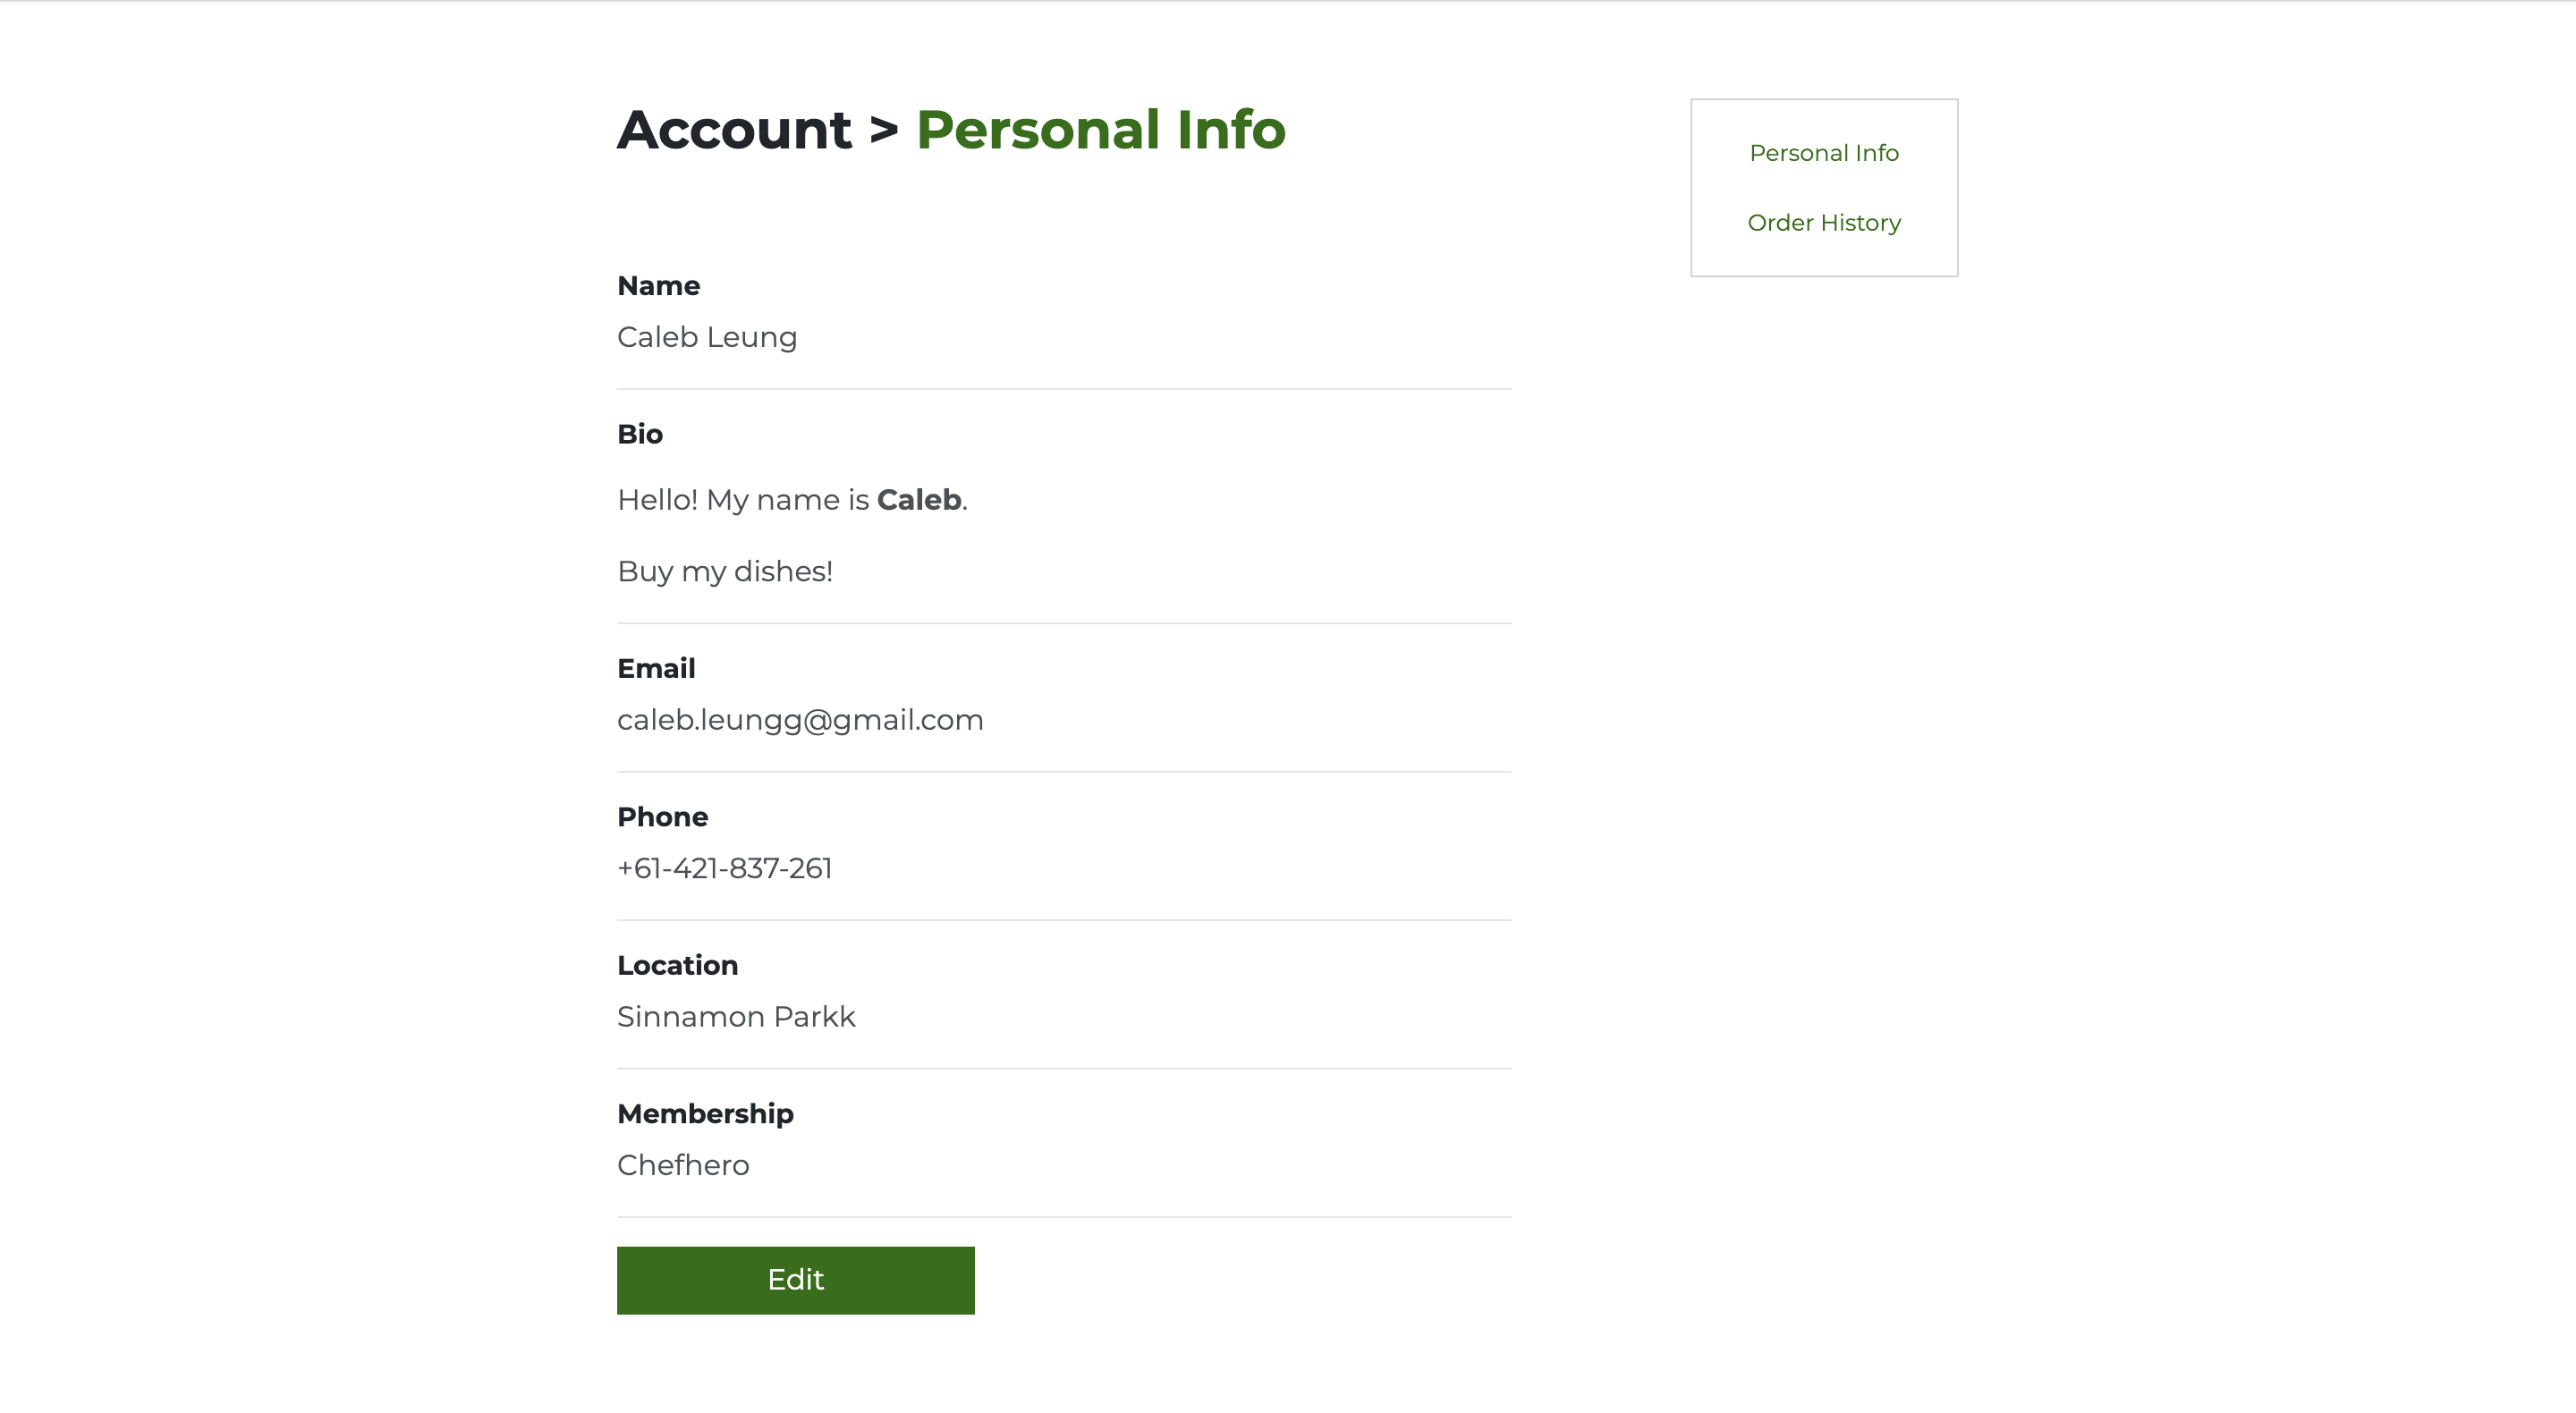 Account > Personal Info
Personal Info
Order History
Name
Caleb Leung
Bio
Hello! My name is Caleb.
Buy my dishes!
Email
caleb.leungg@gmail.com
Phone
+61-421-837-261
Location
Sinnamon Parkk
Membership
Chefhero
Edit